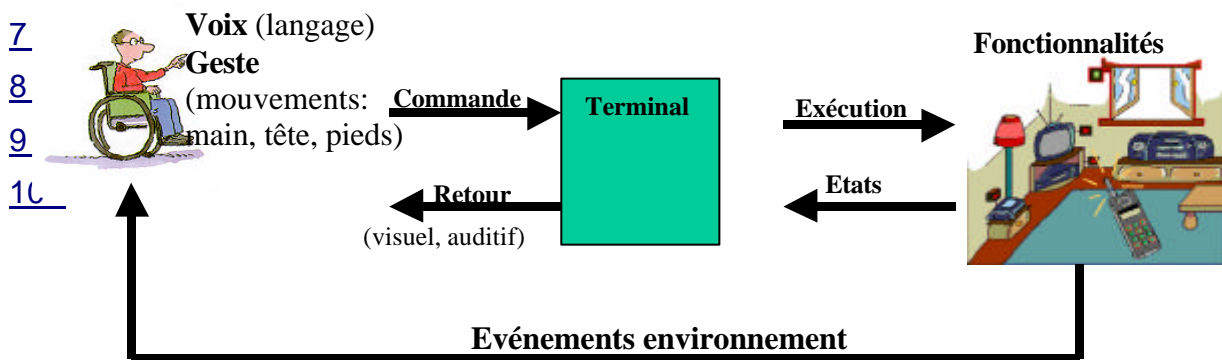 7
8
9
10
Voix (langage)
Geste
(mouvements:
main, tête, pieds)
Commande
Retour
(visuel, auditif)
Terminal
Exécution
Etats
Fonctionnalités
Evénements environnement